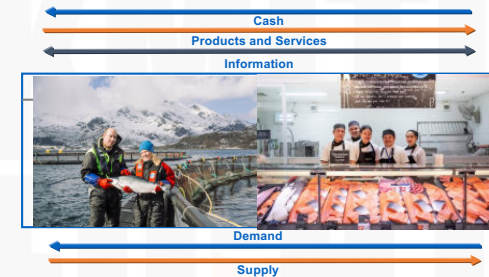 Cash
Products and Services
Information
Demand
Supply